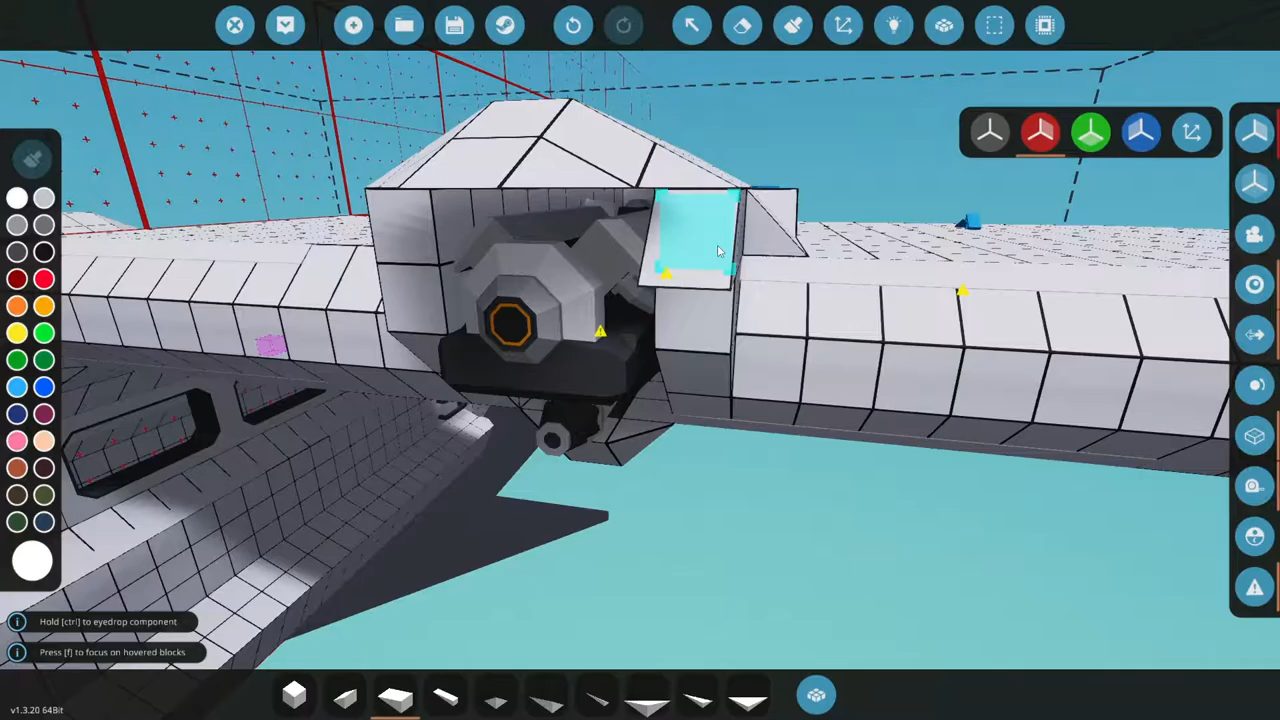 Hold [ctrl] to eyedrop component
Press [f] to focus on hovered blocks
v1.3.20 64Bit